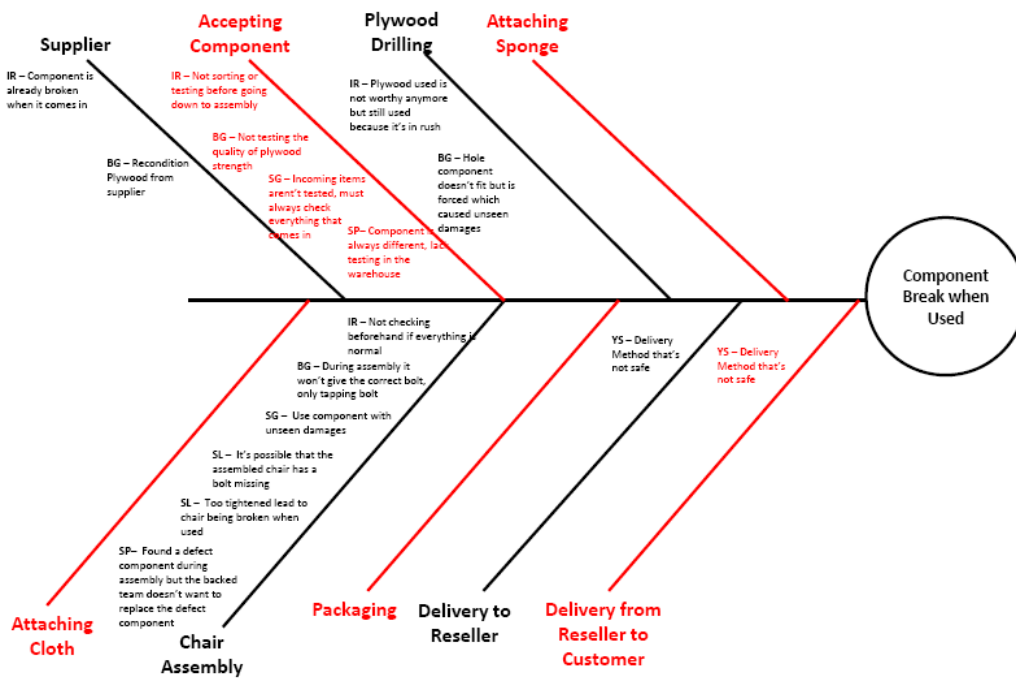 Supplier
IR – Component is
already broken
when it comes in
BG – Recondition
Plywood from
supplier
Accepting
Component
IR – Not sorting or
testing before going
down to assembly
BG – Not testing the
quality of plywood
strength
SG – Incoming items
aren't tested, must
always check
everything that
comes in
SP– Component is
always different, lack
testing in the
warehouse
Plywood
Drilling
IR – Plywood used is
not worthy anymore
but still used
because it's in rush
BG – Hole
component
doesn't fit but is
forced which
caused unseen
damages
Attaching
Sponge
Component
Break when
Used
Attaching
Cloth
IR – Not checking
beforehand if everything is
normal
BG – During assembly it
won't give the correct bolt,
only tapping bolt
SG – Use component with
unseen damages
SL – It's possible that the
assembled chair has a
bolt missing
SL – Too tightened lead to
chair being broken when
used
SP– Found a defect
component during
assembly but the backed
team doesn't want to
replace the defect
component
Chair
Assembly
Packaging
YS – Delivery
Method that's
not safe
Delivery to
Reseller
YS – Delivery
Method that's
not safe
Delivery from
Reseller to
Customer